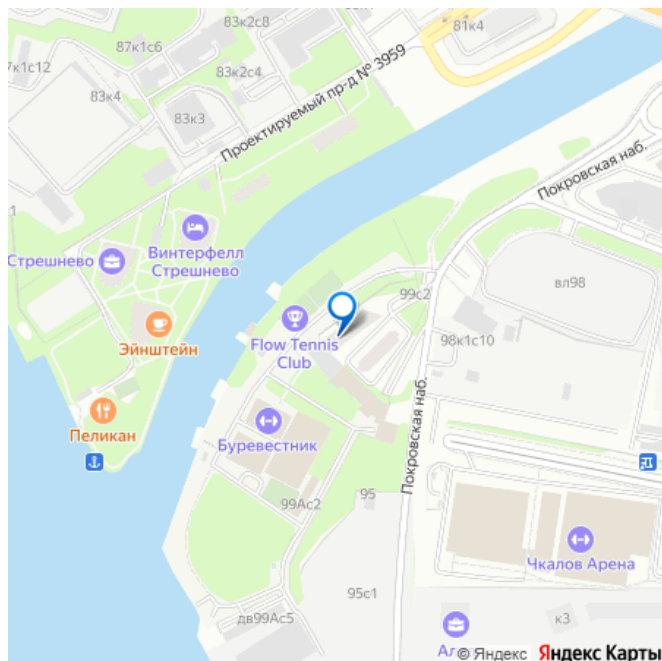 83к2с8
81к4
87к1с6
7к1с12
83к2с4
83к4
83к3
Проектируемый пр-д № 3959
Покровская наб.
Стрешнево
Винтерфелл
Стрешнево
вл98
99с2
Эйнштейн
Flow Tennis
Club
98к1с10
Пеликан
Буревестник
Покровская наб.
99Ас2
95
Чкалов Арена
95с1
дв99Ас5
к3
Ал
© Яндекс Яндекс Карты